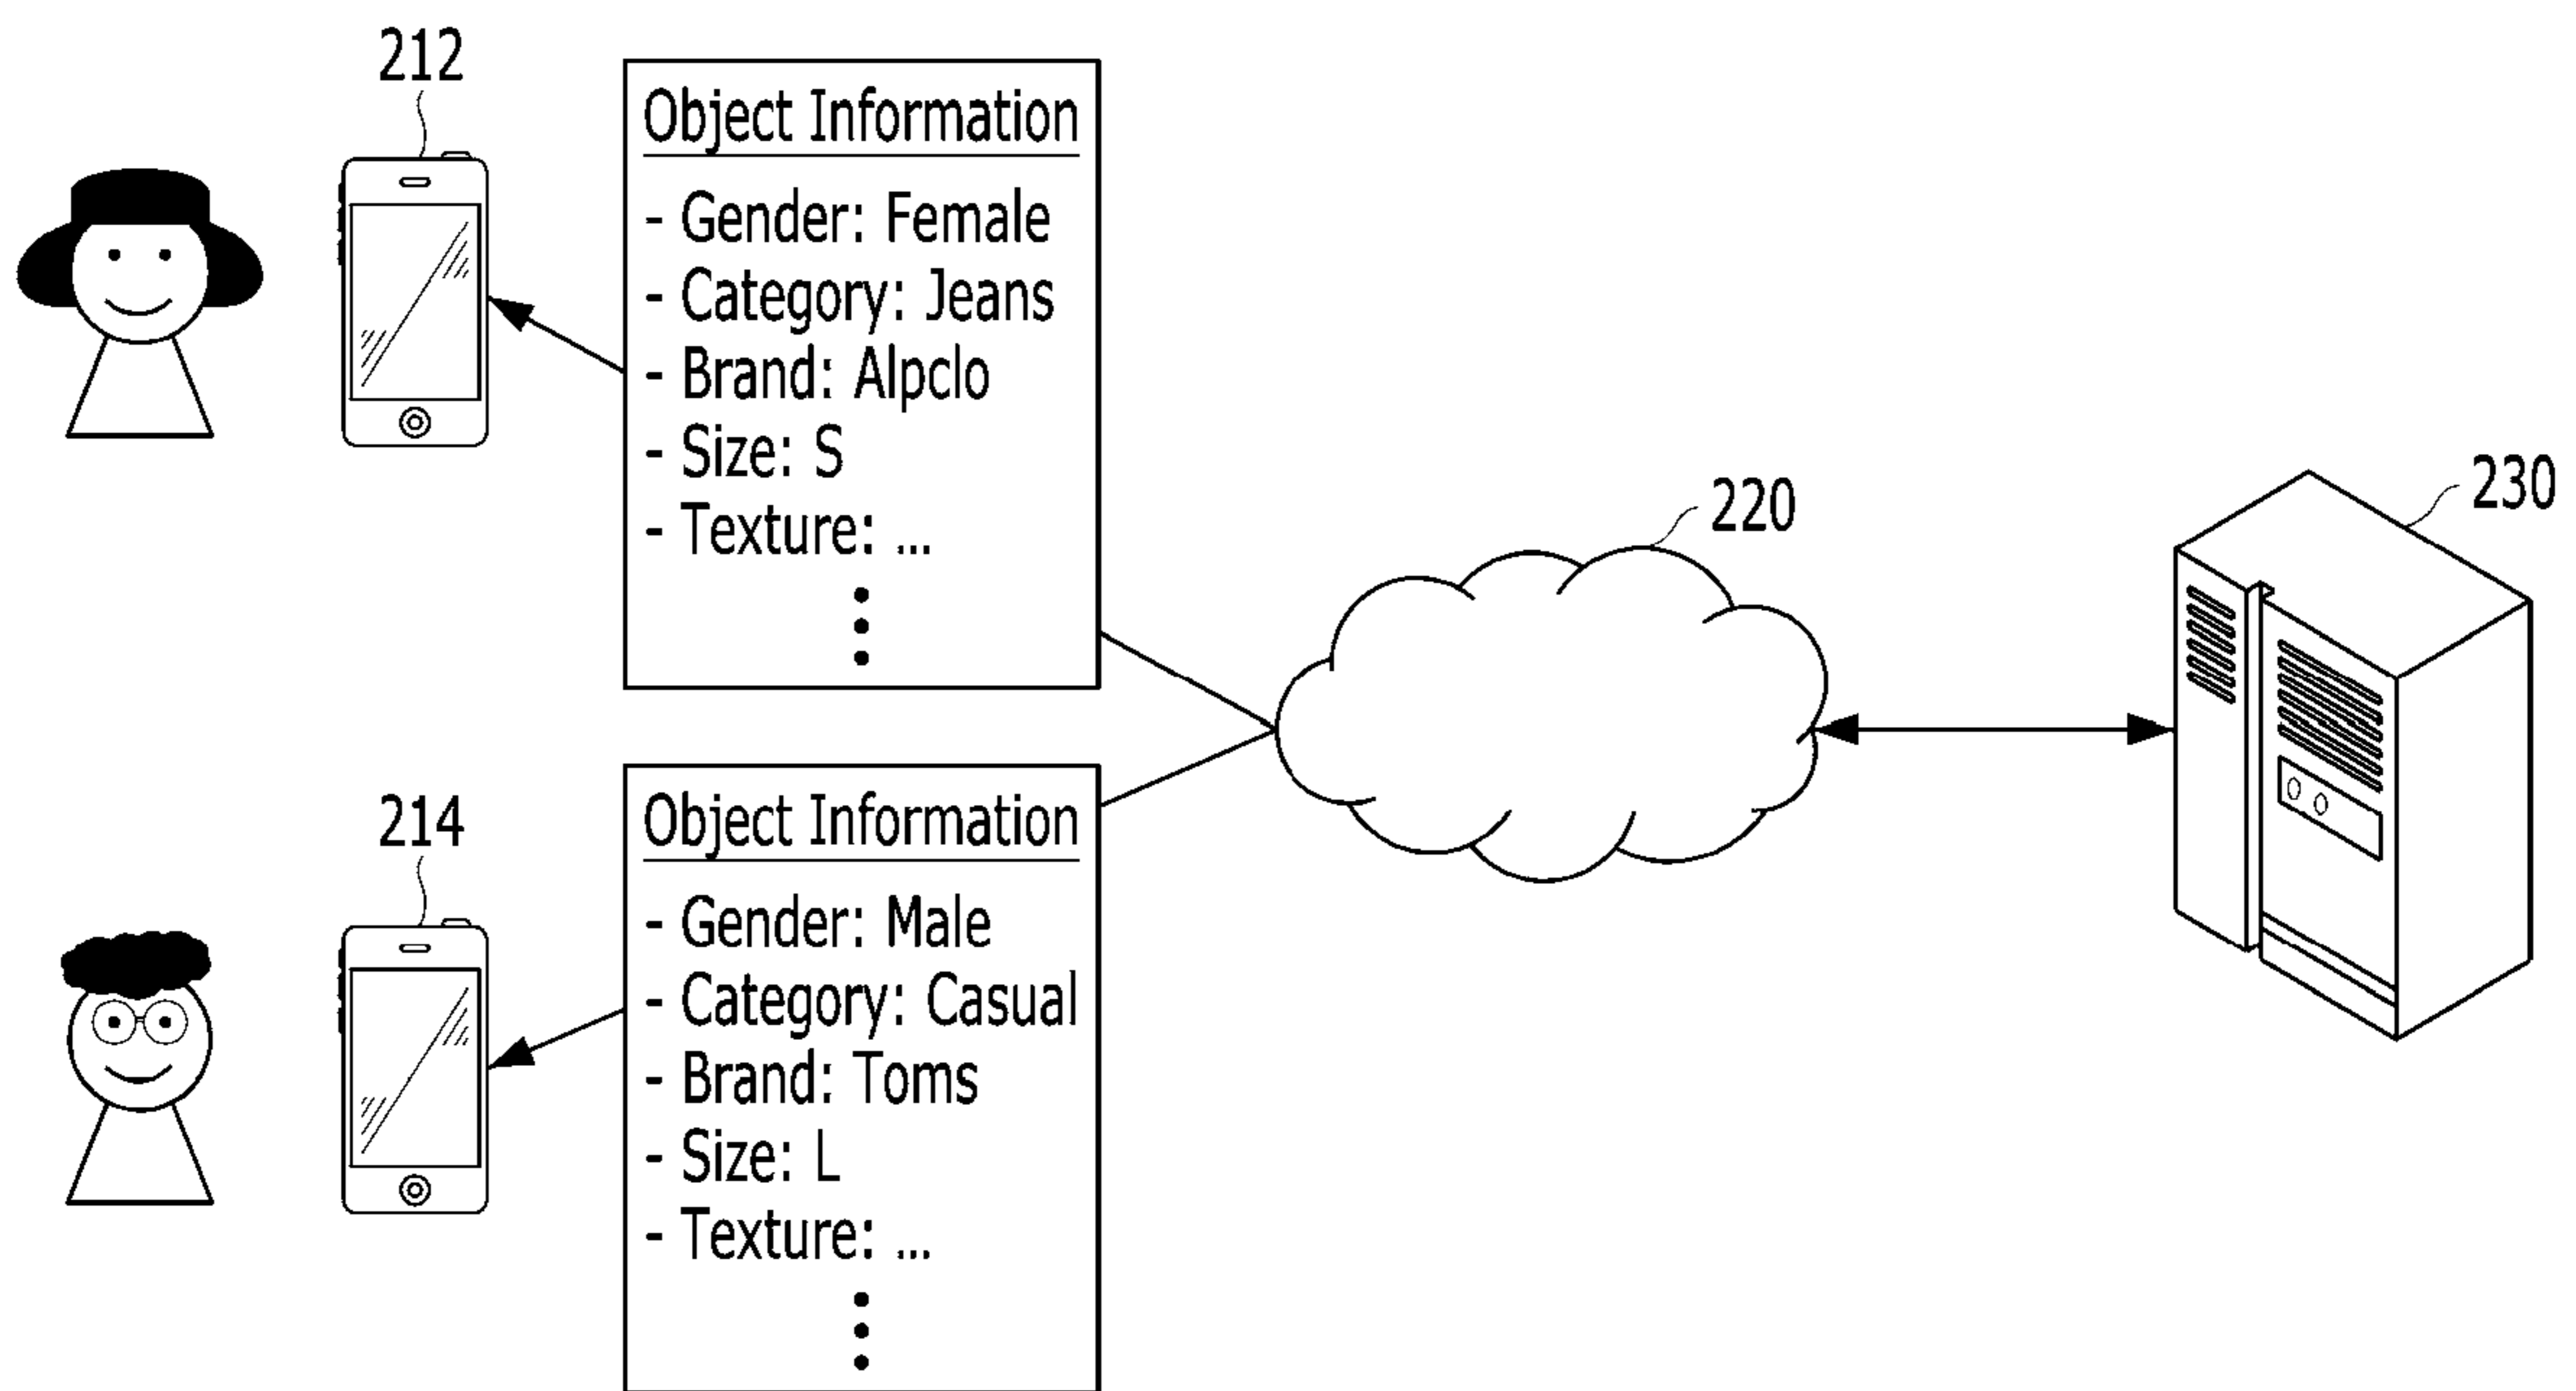 212
Object Information
- Gender: Female
- Category: Jeans
- Brand: Alpclo
- Size: S
- Texture: ...
220
230
214
Object Information
- Gender: Male
- Category: Casual
- Brand: Toms
- Size: L
- Texture: ...